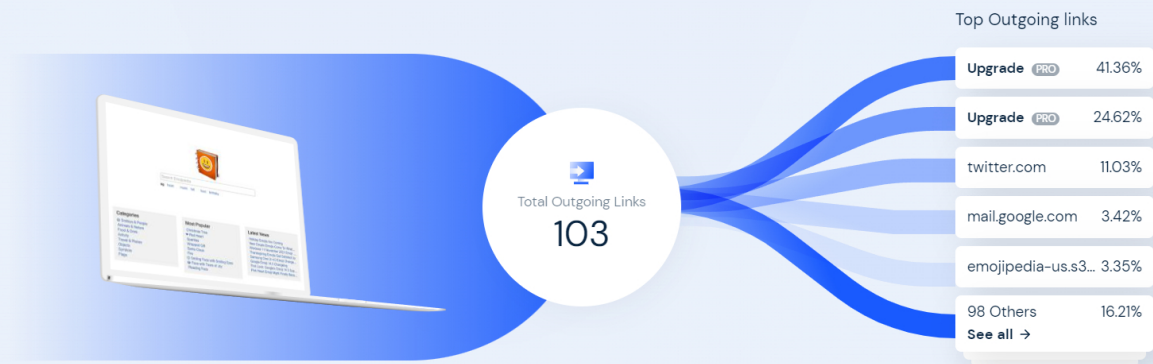 Top Outgoing links
Upgrade PRO 41.36%
Upgrade PRO 24.62%
twitter.com 11.03%
mail.google.com 3.42%
emojipedia-us.s3... 3.35%
98 Others 16.21%
See all →
Total Outgoing Links
103
Categories
Most Popular
Latest News